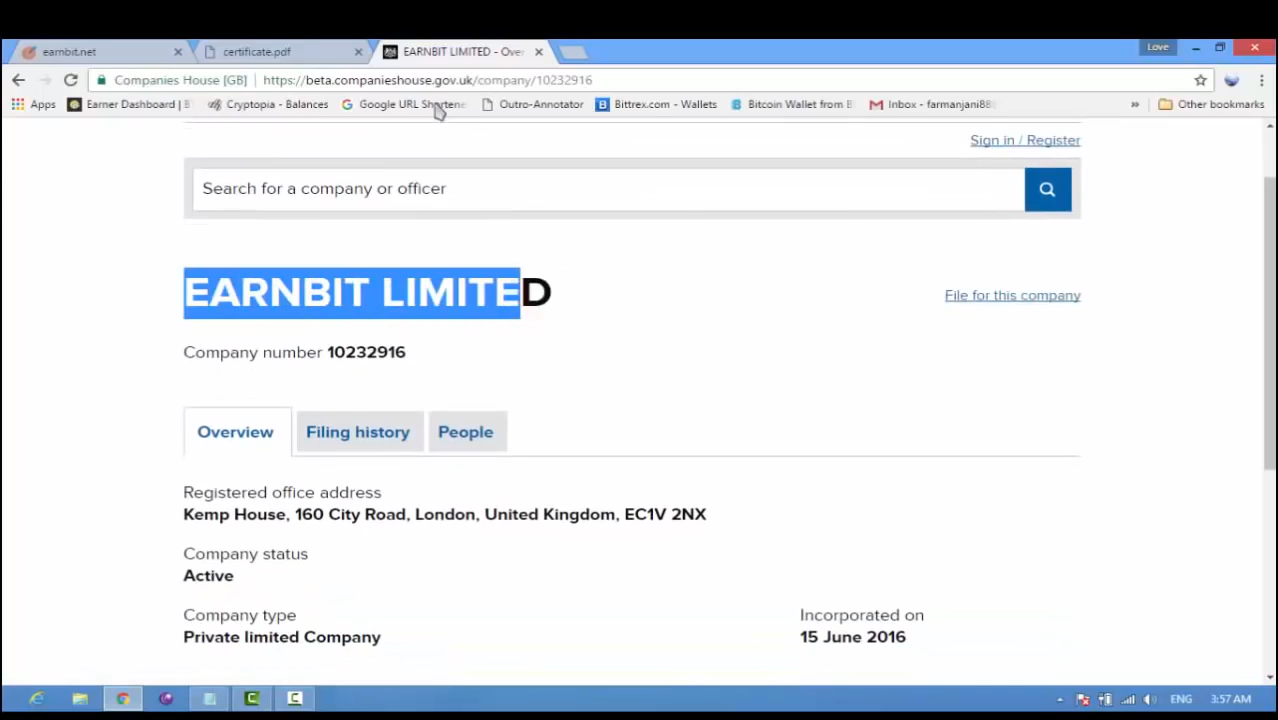 earnbit.net
certificate.pdf
EARNBIT LIMITED - Ove
Love
Companies House [GB] https://beta.companieshouse.gov.uk/company/10232916
Apps Earner Dashboard | B Cryptopia - Balances Google URL Shortene Outro-Annotator Bittrex.com - Wallets Bitcoin Wallet from B Inbox - farmanjani88 » Other bookmarks
Sign in / Register
Search for a company or officer
EARNBIT LIMITED
File for this company
Company number 10232916
Overview Filing history People
Registered office address
Kemp House, 160 City Road, London, United Kingdom, EC1V 2NX
Company status
Active
Company type
Private limited Company
Incorporated on
15 June 2016
ENG 3:57 AM